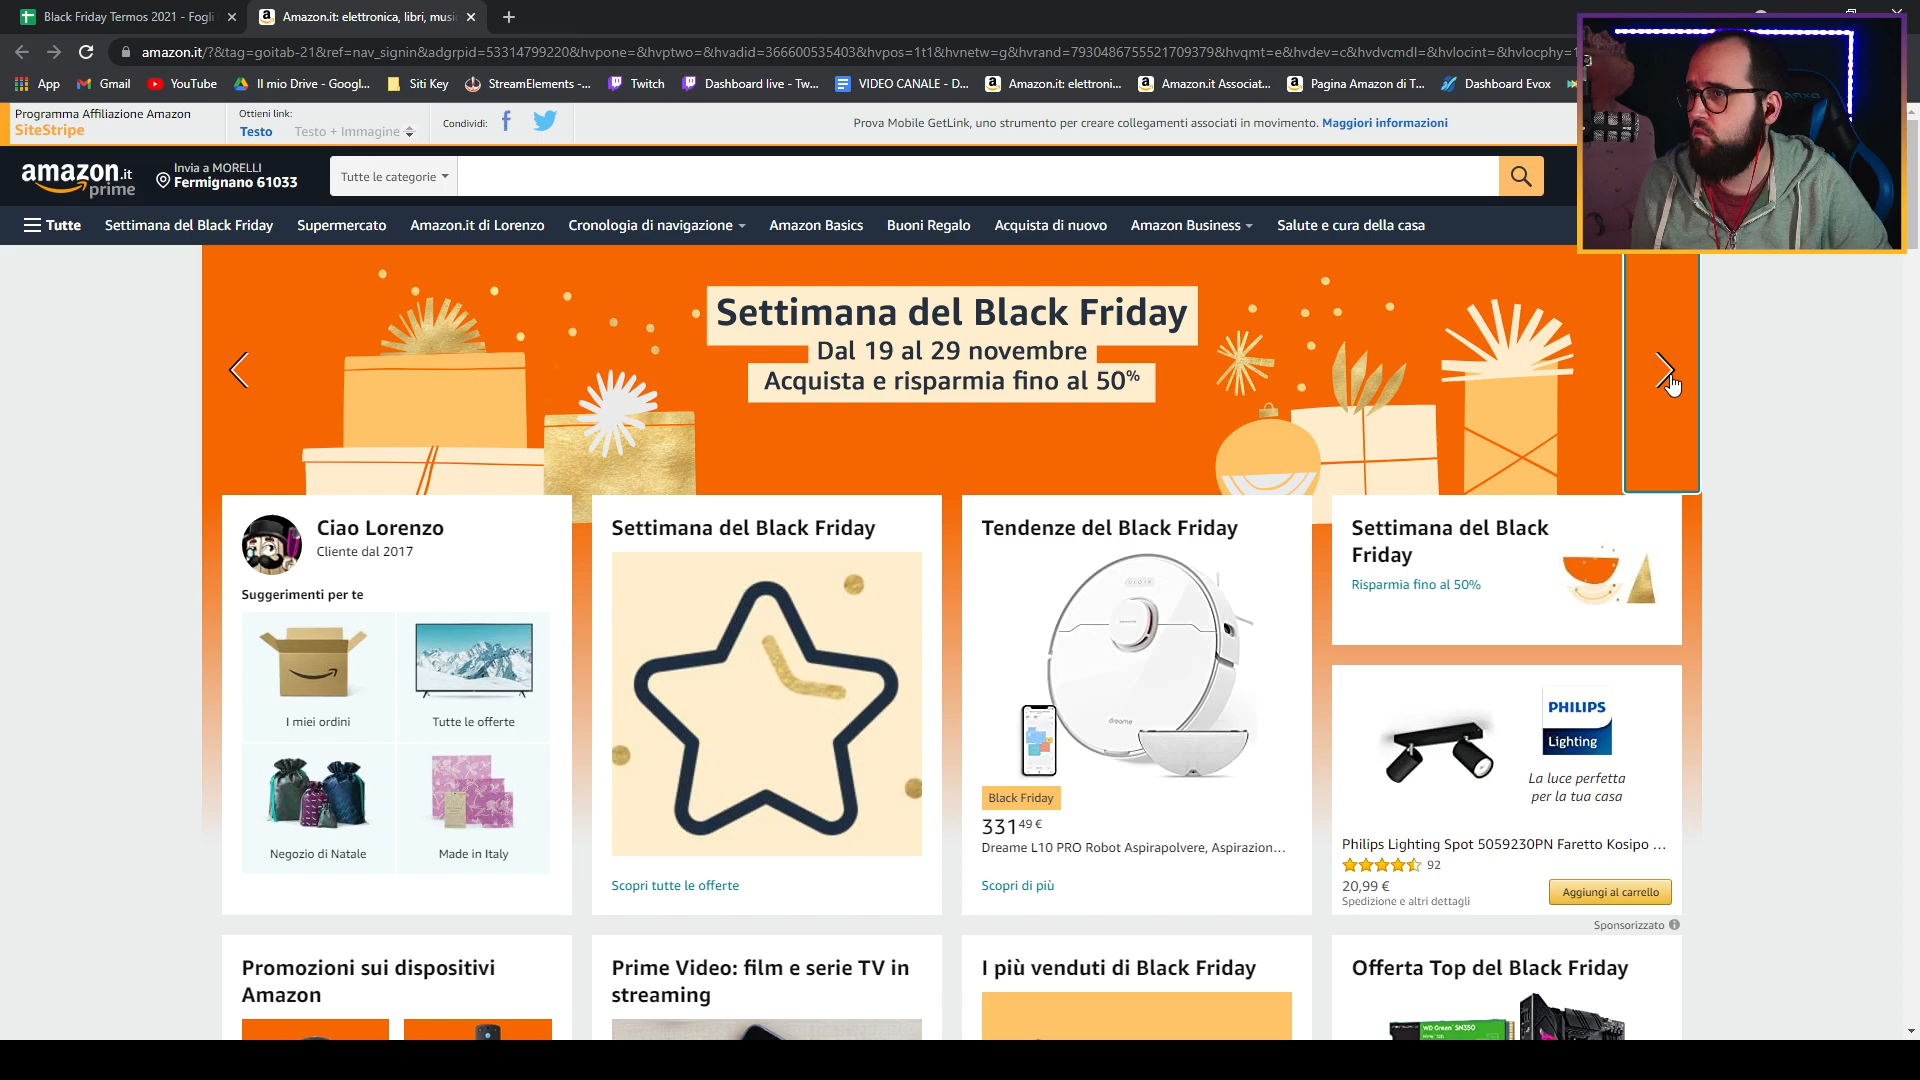 Black Friday Termos 2021 - Fogli
Amazon.it: elettronica, libri, musi
amazon.it/?&tag=goitab-21&ref=nav_signin&adgrpid=53314799220&hvpone=&hvptwo=&hvadid=366600535403&hvpos=1t1&hvnetw=g&hvrand=7930486755521709379&hvqmt=e&hvdev=c&hvdvcmdl=&hvlocint=&hvlocphy=1
App
Gmail
YouTube
Il mio Drive - Googl...
Siti Key
StreamElements -...
Twitch
Dashboard live - Tw...
VIDEO CANALE - D...
Amazon.it: elettroni...
Amazon.it Associat...
Pagina Amazon di T...
Dashboard Evox
Programma Affiliazione Amazon
SiteStripe
Ottieni link:
Testo
Testo + Immagine
Condividi:
Prova Mobile GetLink, uno strumento per creare collegamenti associati in movimento. Maggiori informazioni
amazon.it
prime
Invia a MORELLI
Fermignano 61033
Tutte le categorie
Tutte
Settimana del Black Friday
Supermercato
Amazon.it di Lorenzo
Cronologia di navigazione
Amazon Basics
Buoni Regalo
Acquista di nuovo
Amazon Business
Salute e cura della casa
Settimana del Black Friday
Dal 19 al 29 novembre
Acquista e risparmia fino al 50%
Ciao Lorenzo
Cliente dal 2017
Suggerimenti per te
I miei ordini
Tutte le offerte
Negozio di Natale
Made in Italy
Settimana del Black Friday
Scopri tutte le offerte
Tendenze del Black Friday
dreame
Black Friday
331 49 €
Dreame L10 PRO Robot Aspirapolvere, Aspirazion...
Scopri di più
Settimana del Black
Friday
Risparmia fino al 50%
PHILIPS
Lighting
La luce perfetta
per la tua casa
Philips Lighting Spot 5059230PN Faretto Kosipo ...
92
20,99 €
Spedizione e altri dettagli
Aggiungi al carrello
Sponsorizzato
Promozioni sui dispositivi
Amazon
Prime Video: film e serie TV in
streaming
I più venduti di Black Friday
Offerta Top del Black Friday
WD Green SN350